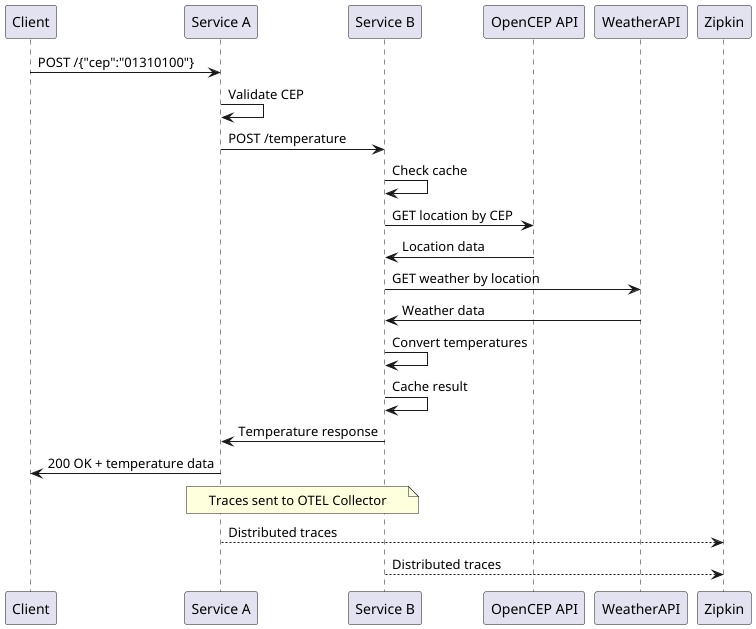 Client
Service A
Service B
OpenCEP API
WeatherAPI
Zipkin
POST /{"cep":"01310100"}
Validate CEP
POST /temperature
Check cache
GET location by CEP
Location data
GET weather by location
Weather data
Convert temperatures
Cache result
Temperature response
200 OK + temperature data
Traces sent to OTEL Collector
Distributed traces
Distributed traces
Client
Service A
Service B
OpenCEP API
WeatherAPI
Zipkin